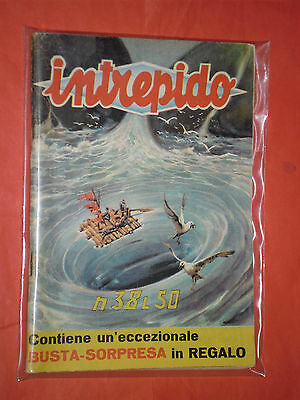 intrepido
n 38 L 50
Contiene un'eccezionale
BUSTA-SORPRESA in REGALO